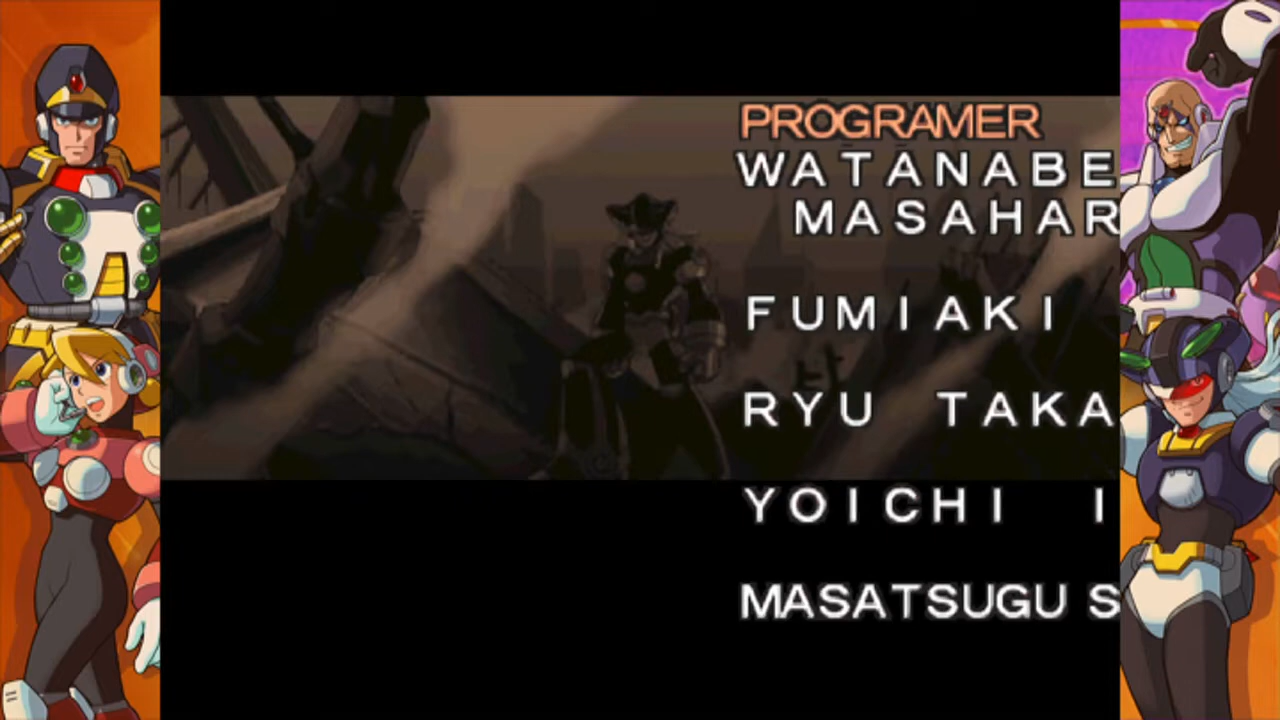 PROGRAMER
WATANABE
MASAHAR
FUMIAKI
RYU TAKA
YOICHI I
MASATSUGU S